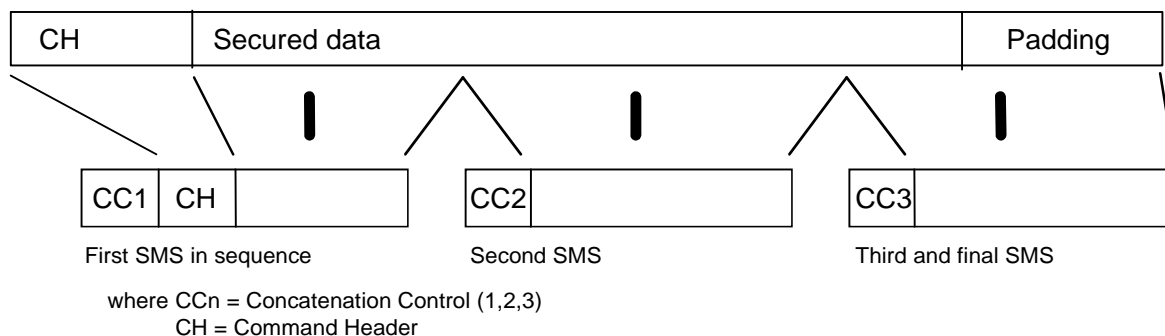 CH Secured data Padding
CC1 CH CC2 CC3
First SMS in sequence Second SMS Third and final SMS
where CCn = Concatenation Control (1,2,3)
CH = Command Header